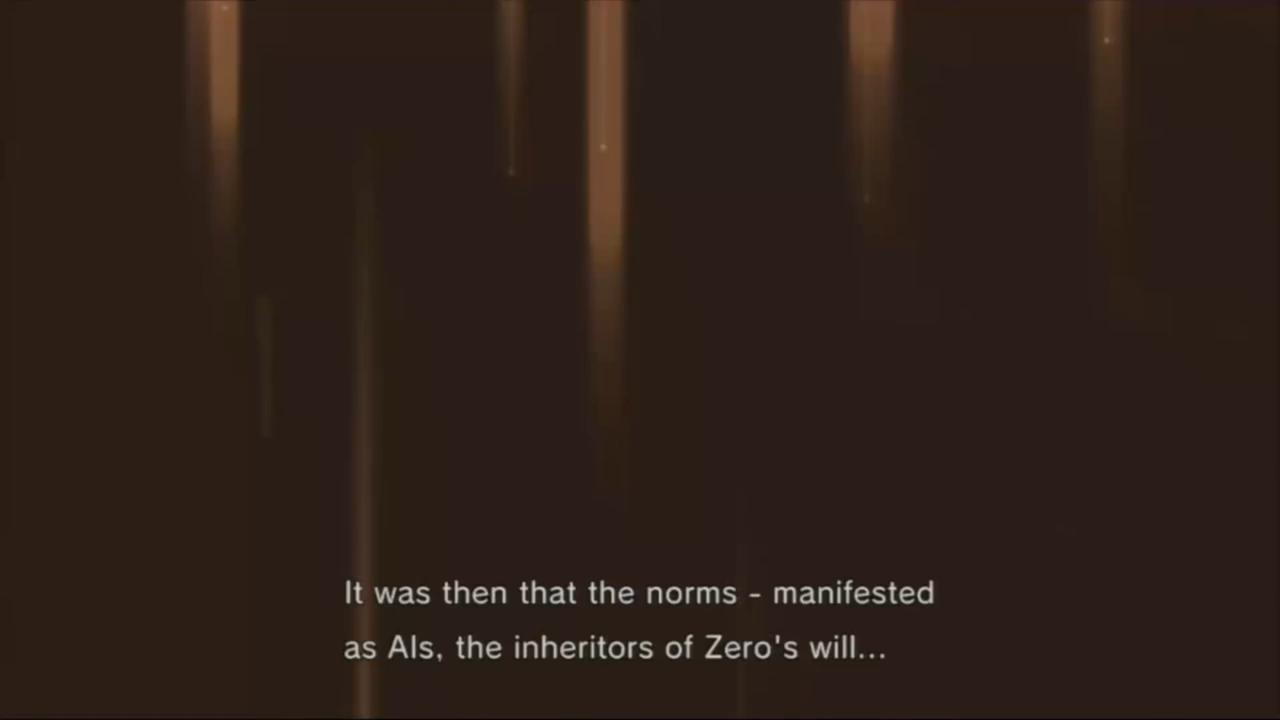 It was then that the norms - manifested
as AIs, the inheritors of Zero's will...